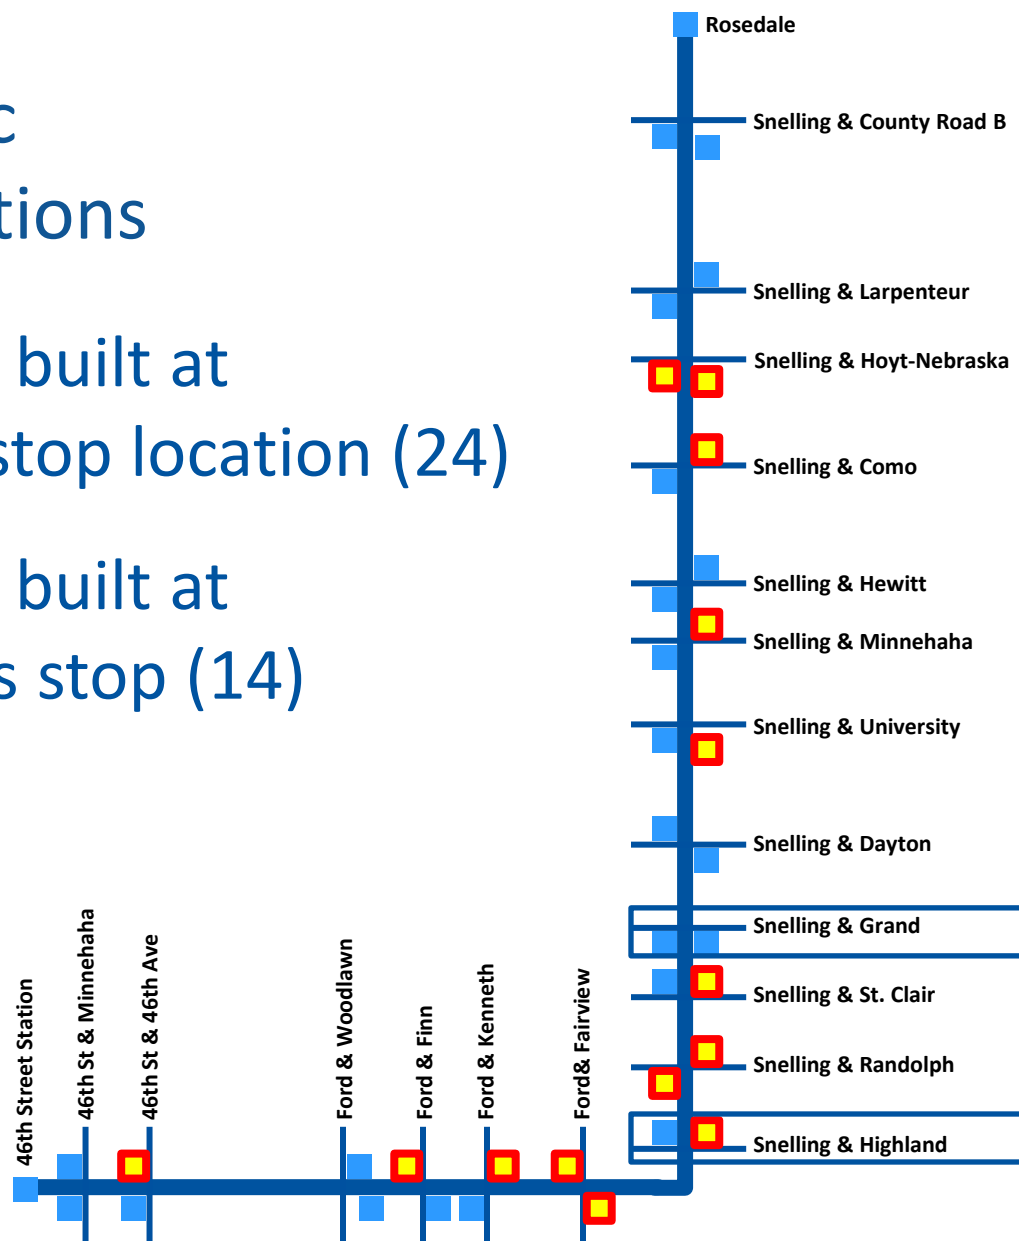 c
tions
built at
stop location (24)
built at
s stop (14)
Rosedale
Snelling & County Road B
Snelling & Larpenteur
Snelling & Hoyt-Nebraska
Snelling & Como
Snelling & Hewitt
Snelling & Minnehaha
Snelling & University
Snelling & Dayton
Snelling & Grand
Snelling & St. Clair
Snelling & Randolph
Snelling & Highland
46th Street Station
46th St & Minnehaha
46th St & 46th Ave
Ford & Woodlawn
Ford & Finn
Ford & Kenneth
Ford& Fairview